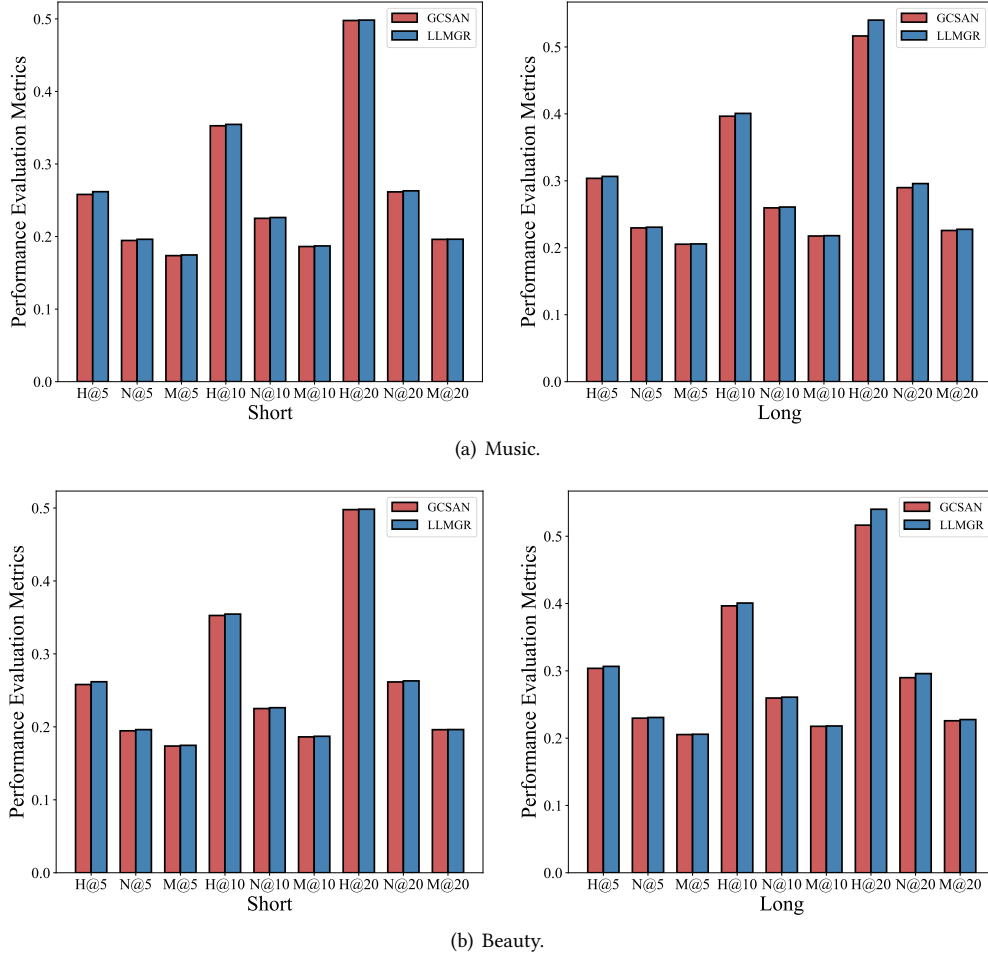 Performance Evaluation Metrics
0.5
0.4
0.3
0.2
0.1
0.0
GCSAN
LLMGR
H@5 N@5 M@5 H@10 N@10 M@10 H@20 N@20 M@20
Short
Performance Evaluation Metrics
0.5
0.4
0.3
0.2
0.1
0.0
GCSAN
LLMGR
H@5 N@5 M@5 H@10 N@10 M@10 H@20 N@20 M@20
Long
(a) Music.
Performance Evaluation Metrics
0.5
0.4
0.3
0.2
0.1
0.0
GCSAN
LLMGR
H@5 N@5 M@5 H@10 N@10 M@10 H@20 N@20 M@20
Short
Performance Evaluation Metrics
0.5
0.4
0.3
0.2
0.1
0.0
GCSAN
LLMGR
H@5 N@5 M@5 H@10 N@10 M@10 H@20 N@20 M@20
Long
(b) Beauty.